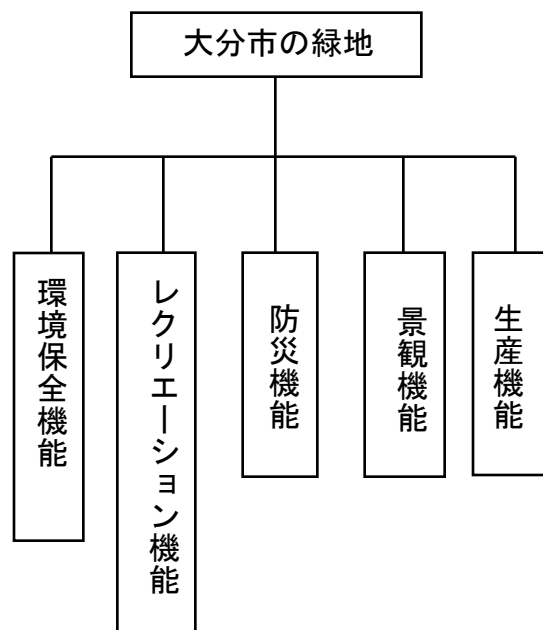 大分市の緑地
環境保全機能
レクリエーション機能
防災機能
景観機能
生産機能